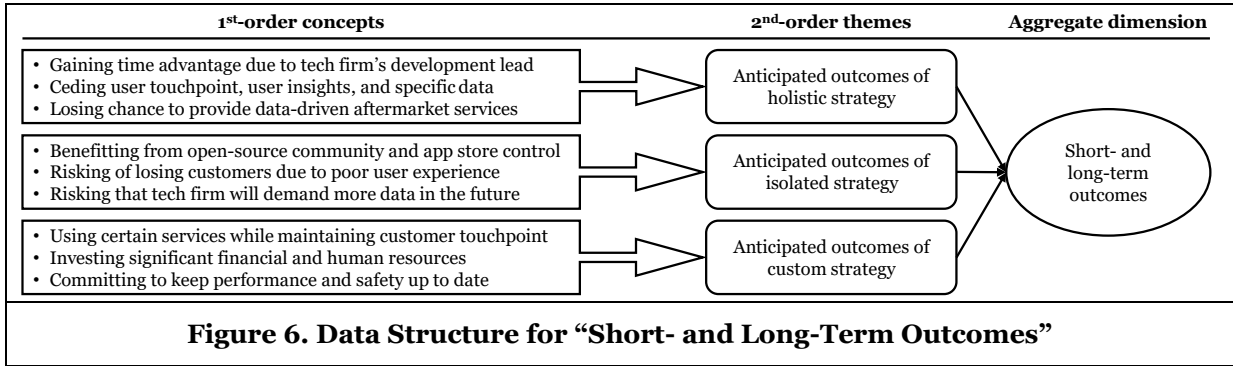 1st-order concepts
2nd-order themes
Aggregate dimension
• Gaining time advantage due to tech firm's development lead
• Ceding user touchpoint, user insights, and specific data
• Losing chance to provide data-driven aftermarket services
Anticipated outcomes of
holistic strategy
• Benefitting from open-source community and app store control
• Risking of losing customers due to poor user experience
• Risking that tech firm will demand more data in the future
Anticipated outcomes of
isolated strategy
Short- and
long-term
outcomes
• Using certain services while maintaining customer touchpoint
• Investing significant financial and human resources
• Committing to keep performance and safety up to date
Anticipated outcomes of
custom strategy
Figure 6. Data Structure for “Short- and Long-Term Outcomes”